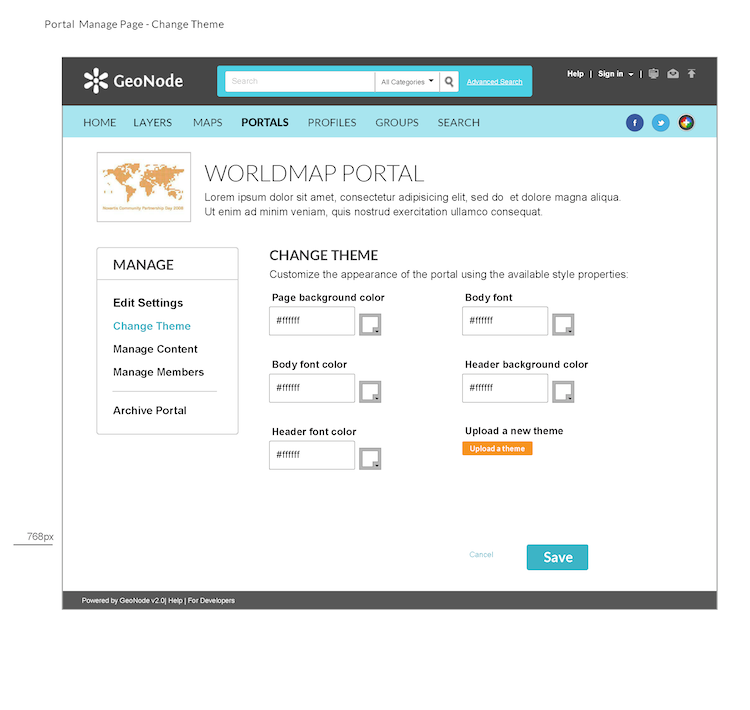 Portal Manage Page - Change Theme
GeoNode
Search
All Categories
Advanced Search
Help | Sign in
HOME LAYERS MAPS PORTALS PROFILES GROUPS SEARCH
WORLDMAP PORTAL
Lorem ipsum dolor sit amet, consectetur adipisicing elit, sed do et dolore magna aliqua.
Ut enim ad minim veniam, quis nostrud exercitation ullamco consequat.
Novartis Community Partnership Day 2008
MANAGE
Edit Settings
Change Theme
Manage Content
Manage Members
Archive Portal
CHANGE THEME
Customize the appearance of the portal using the available style properties:
Page background color
#ffffff
Body font
#ffffff
Body font color
#ffffff
Header background color
#ffffff
Header font color
#ffffff
Upload a new theme
Upload a theme
768px
Cancel
Save
Powered by GeoNode v2.0| Help | For Developers